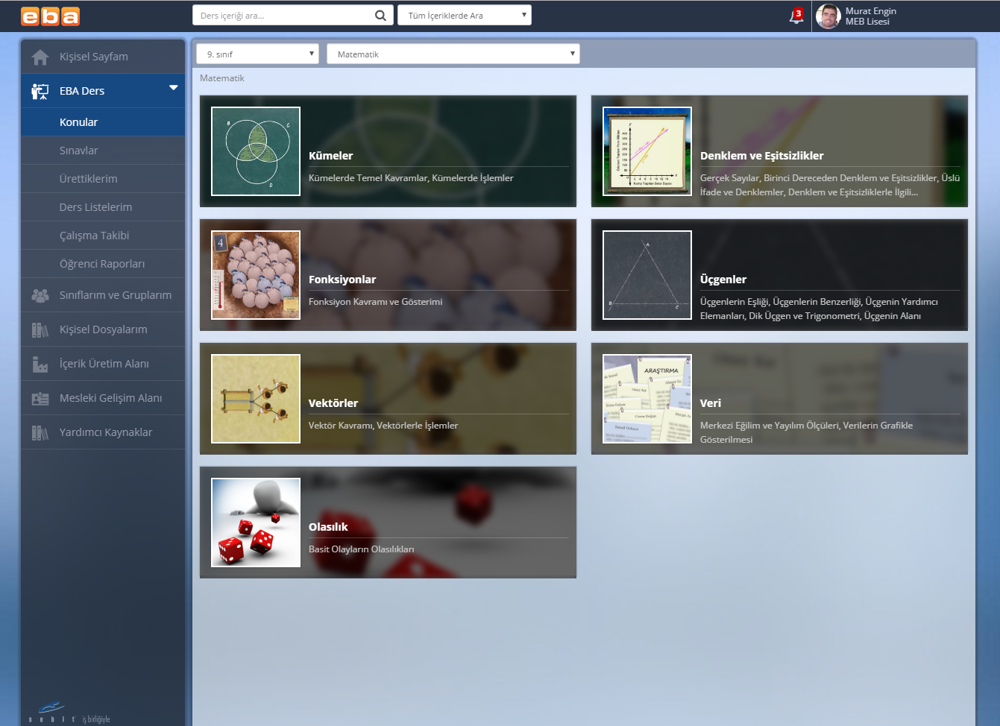 eba
Ders içeriği ara...
Tüm İçeriklerde Ara
3
Murat Engin
MEB Lisesi
Kişisel Sayfam
EBA Ders
Konular
Sınavlar
Ürettiklerim
Ders Listelerim
Çalışma Takibi
Öğrenci Raporları
Sınıflarım ve Gruplarım
Kişisel Dosyalarım
İçerik Üretim Alanı
Mesleki Gelişim Alanı
Yardımcı Kaynaklar
sebit iş birliğiyle
9. sınıf
Matematik
Matematik
B
C
D
Kümeler
Kümelerde Temel Kavramlar, Kümelerde İşlemler
Denklem ve Eşitsizlikler
Gerçek Sayılar, Birinci Dereceden Denklem ve Eşitsizlikler, Üslü
İfade ve Denklemler, Denklem ve Eşitsizliklerle İlgili...
4
Fonksiyonlar
Fonksiyon Kavramı ve Gösterimi
A
B
C
Üçgenler
Üçgenlerin Eşliği, Üçgenlerin Benzerliği, Üçgenin Yardımcı
Elemanları, Dik Üçgen ve Trigonometri, Üçgenin Alanı
Vektörler
Vektör Kavramı, Vektörlerle İşlemler
ARAŞTIRMA
Veri
Merkezi Eğilim ve Yayılım Ölçüleri, Verilerin Grafikle
Gösterilmesi
Olasılık
Basit Olayların Olasılıkları